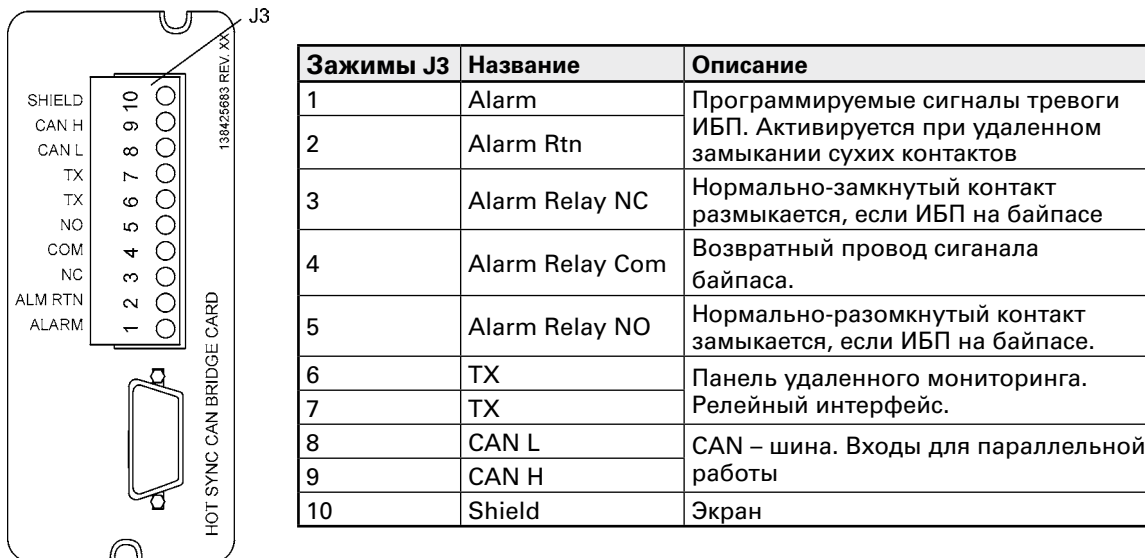 J3
138425683 REV. XX
SHIELD 10
CAN H 9
CAN L 8
TX 7
TX 6
NO 5
COM 4
NC 3
ALM RTN 2
ALARM 1
HOT SYNC CAN BRIDGE CARD
Зажимы J3 Название Описание
1 Alarm Программируемые сигналы тревоги
ИБП. Активируется при удаленном
2 Alarm Rtn замыкании сухих контактов
3 Alarm Relay NC Нормально-замкнутый контакт
размыкается, если ИБП на байпасе
4 Alarm Relay Com Возвратный провод сиганала
байпаса.
5 Alarm Relay NO Нормально-разомкнутый контакт
замыкается, если ИБП на байпасе.
6 TX Панель удаленного мониторинга.
7 TX Релейный интерфейс.
8 CAN L CAN – шина. Входы для параллельной
9 CAN H работы
10 Shield Экран